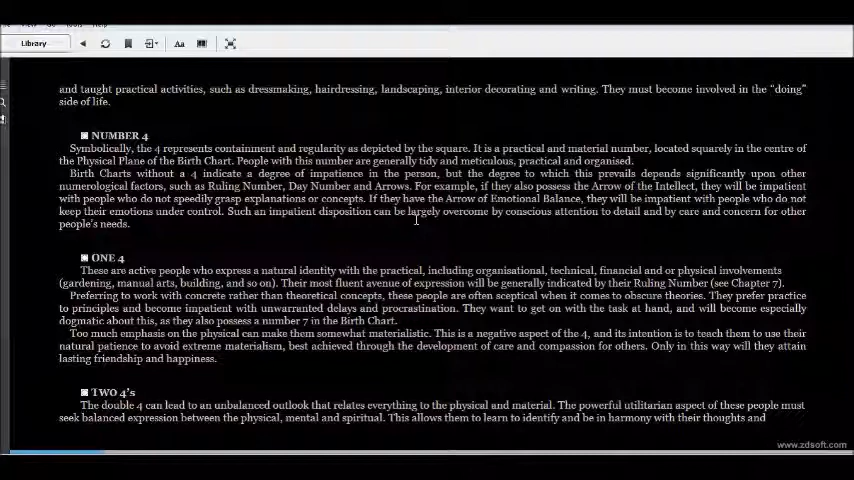 Library
Aa
and taught practical activities, such as dressmaking, hairdressing, landscaping, interior decorating and writing. They must become involved in the "doing"
side of life.
NUMBER 4
Symbolically, the 4 represents containment and regularity as depicted by the square. It is a practical and material number, located squarely in the centre of
the Physical Plane of the Birth Chart. People with this number are generally tidy and meticulous, practical and organised.
Birth Charts without a 4 indicate a degree of impatience in the person, but the degree to which this prevails depends significantly upon other
numerological factors, such as Ruling Number, Day Number and Arrows. For example, if they also possess the Arrow of the Intellect, they will be impatient
with people who do not speedily grasp explanations or concepts. If they have the Arrow of Emotional Balance, they will be impatient with people who do not
keep their emotions under control. Such an impatient disposition can be largely overcome by conscious attention to detail and by care and concern for other
people's needs.
ONE 4
These are active people who express a natural identity with the practical, including organisational, technical, financial and or physical involvements
(gardening, manual arts, building, and so on). Their most fluent avenue of expression will be generally indicated by their Ruling Number (see Chapter 7).
Preferring to work with concrete rather than theoretical concepts, these people are often sceptical when it comes to obscure theories. They prefer practice
to principles and become impatient with unwarranted delays and procrastination. They want to get on with the task at hand, and will become especially
dogmatic about this, as they also possess a number 7 in the Birth Chart.
Too much emphasis on the physical can make them somewhat materialistic. This is a negative aspect of the 4, and its intention is to teach them to use their
natural patience to avoid extreme materialism, best achieved through the development of care and compassion for others. Only in this way will they attain
lasting friendship and happiness.
TWO 4's
The double 4 can lead to an unbalanced outlook that relates everything to the physical and material. The powerful utilitarian aspect of these people must
seek balanced expression between the physical, mental and spiritual. This allows them to learn to identify and be in harmony with their thoughts and
www.zdsoft.com